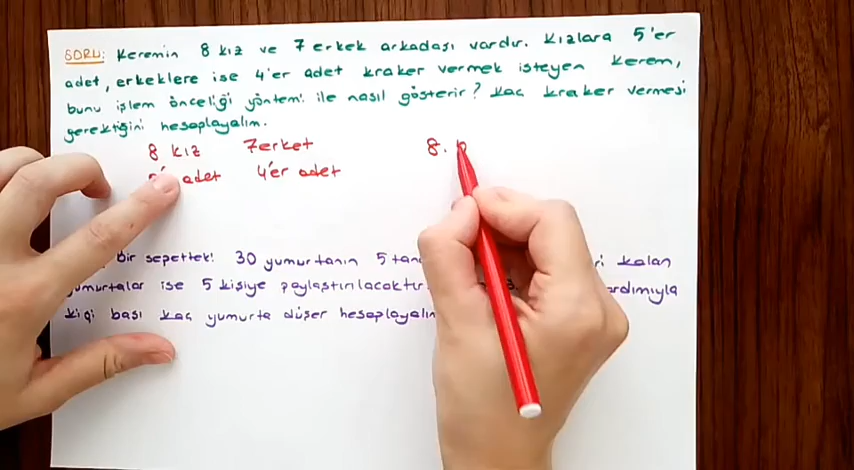 SORU: Keremin 8 kız ve 7 erkek arkadaşı vardır. Kızlara 5'er
adet, erkeklere ise 4'er adet kraker vermek isteyen Kerem,
bunu işlem önceliği yöntemi ile nasıl gösterir? Kaç kraker vermesi
gerektiğini hesaplayalım.
8 kız 7erket
adet 4'er adet
8.
bir sepetteki 30 yumurtanın 5 kalan
yumurtalar ise 5 kişiye paylaştırılacaktır.
kişi başı kaç yumurta düşer hesaplayalım